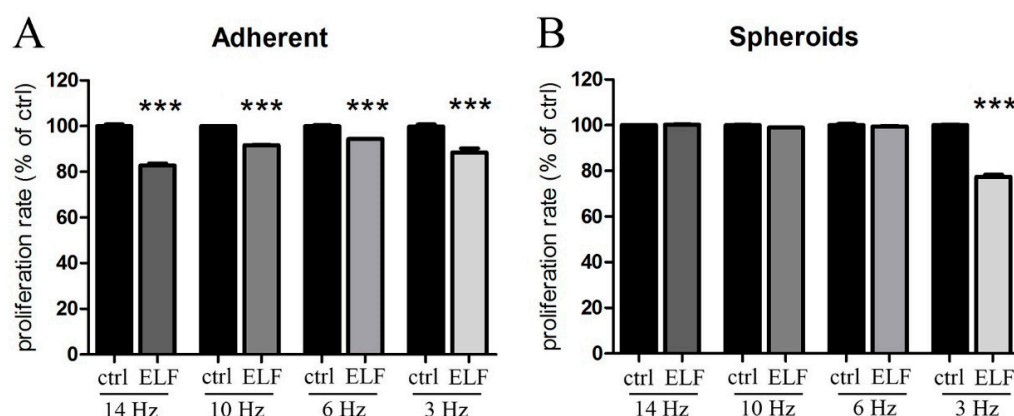 A
Adherent
proliferation rate (% of ctrl)
120
100
80
60
40
20
0
*** *** *** ***
ctrl ELF ctrl ELF ctrl ELF ctrl ELF
14 Hz 10 Hz 6 Hz 3 Hz
B
Spheroids
proliferation rate (% of ctrl)
120
100
80
60
40
20
0
***
ctrl ELF ctrl ELF ctrl ELF ctrl ELF
14 Hz 10 Hz 6 Hz 3 Hz